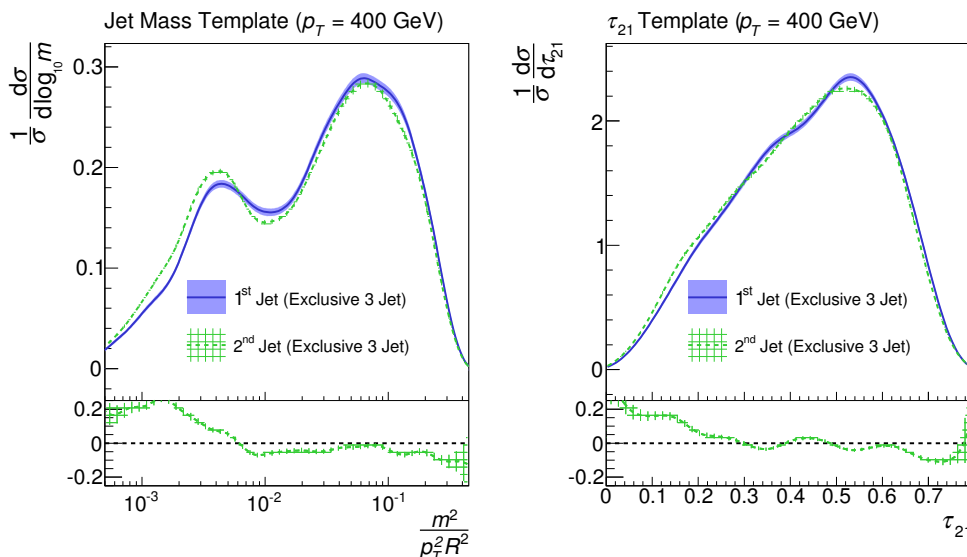 Jet Mass Template (p_T = 400 GeV)
1/σ dσ/dlog₁₀m
0.3
0.2
0.1
0
1st Jet (Exclusive 3 Jet)
2nd Jet (Exclusive 3 Jet)
0.2
0
-0.2
10⁻³ 10⁻² 10⁻¹
m²/p_T²R²
τ₂₁ Template (p_T = 400 GeV)
1/σ dσ/dτ₂₁
2
1
0
1st Jet (Exclusive 3 Jet)
2nd Jet (Exclusive 3 Jet)
0.2
0
-0.2
0 0.1 0.2 0.3 0.4 0.5 0.6 0.7
τ₂₁